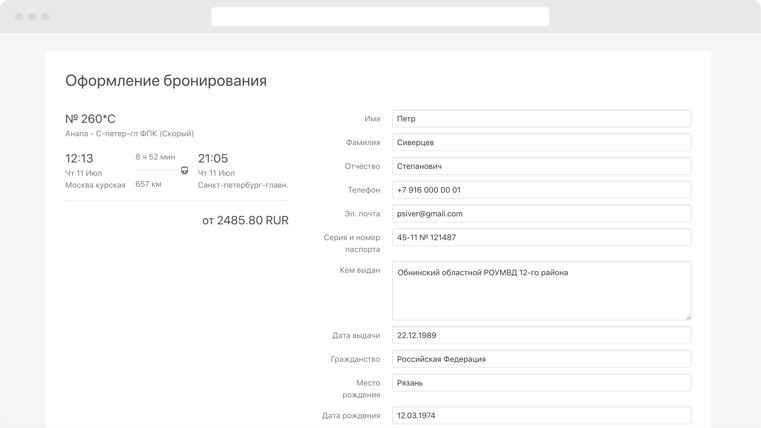 Оформление бронирования
№ 260*С
Анапа - С-петер-гл ФПК (Скорый)
12:13
8 ч 52 мин
21:05
Чт 11 Июл
Чт 11 Июл
Москва курская
657 км
Санкт-петербург-главн.
от 2485.80 RUR
Имя
Петр
Фамилия
Сиверцев
Отчество
Степанович
Телефон
+7 916 000 00 01
Эл. почта
psiver@gmail.com
Серия и номер
паспорта
45-11 № 121487
Кем выдан
Обнинский областной РОУМВД 12-го района
Дата выдачи
22.12.1989
Гражданство
Российская Федерация
Место
рождения
Рязань
Дата рождения
12.03.1974